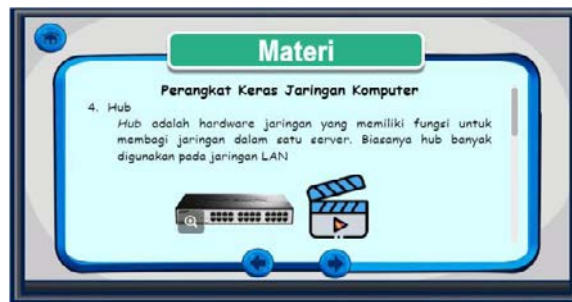 Materi
Perangkat Keras Jaringan Komputer
4. Hub
Hub adalah hardware jaringan yang memiliki fungsi untuk
membagi jaringan dalam satu server. Biasanya hub banyak
digunakan pada jaringan LAN